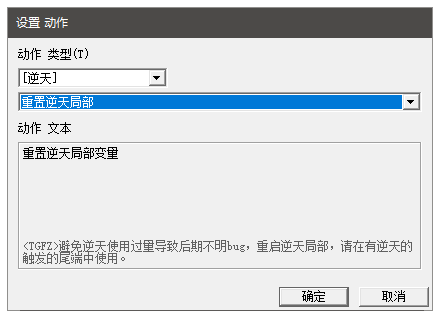 设置 动作
动作 类型(T)
[逆天]
重置逆天局部
动作 文本
重置逆天局部变量
<TGFZ>避免逆天使用过量导致后期不明bug，重启逆天局部，请在有逆天的
触发的尾端中使用。
确定 取消